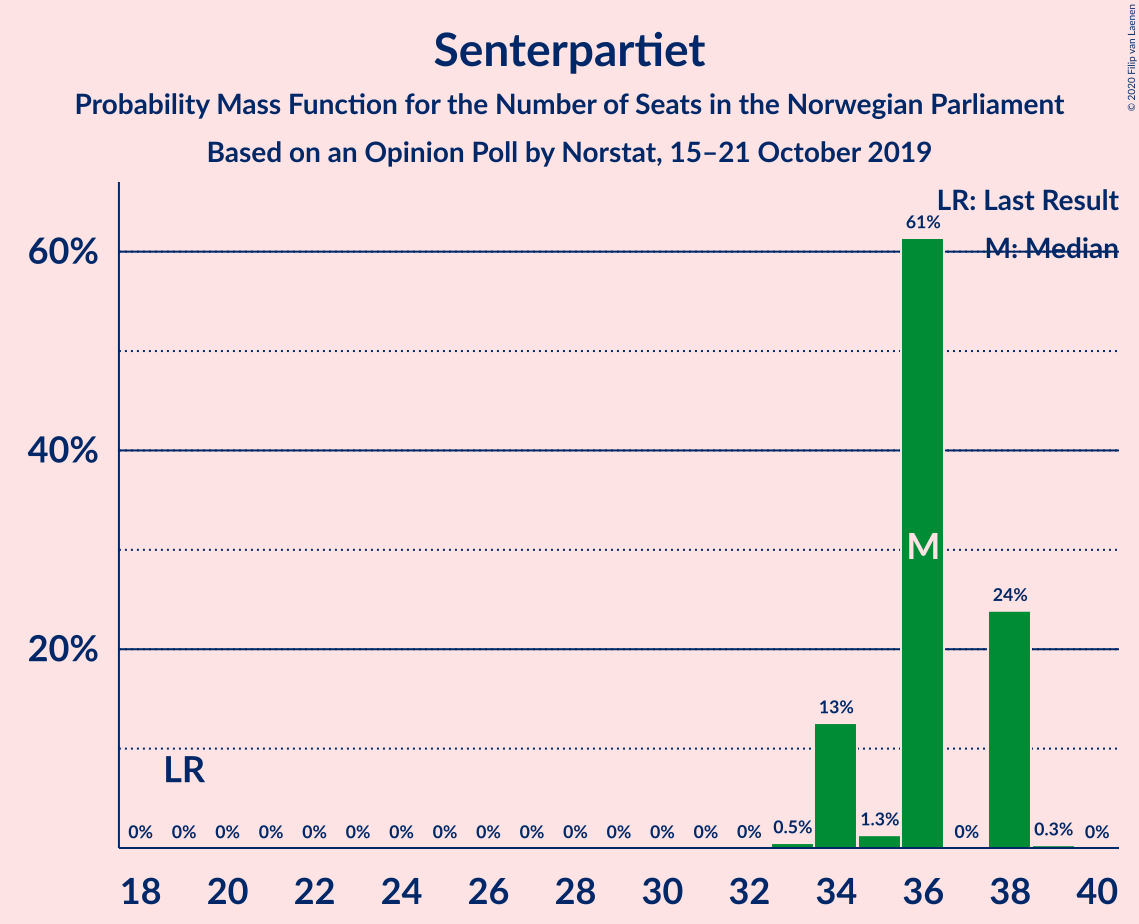 Senterpartiet
Probability Mass Function for the Number of Seats in the Norwegian Parliament
Based on an Opinion Poll by Norstat, 15–21 October 2019
© 2020 Filip van Laenen
LR: Last Result
M: Median
60%
40%
20%
61%
M
24%
13%
LR
0% 0% 0% 0% 0% 0% 0% 0% 0% 0% 0% 0% 0% 0% 0% 0.5% 1.3% 0% 0.3% 0%
18 20 22 24 26 28 30 32 34 36 38 40